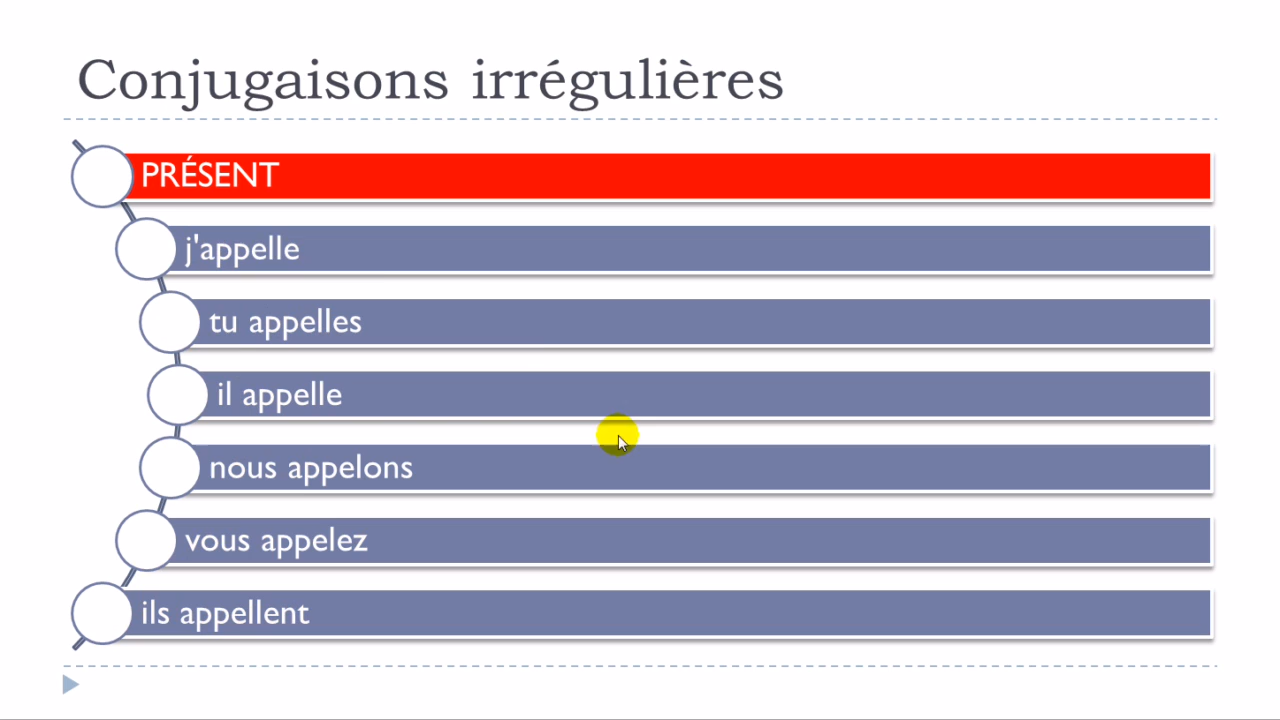 Conjugaisons irrégulières
PRÉSENT
j'appelle
tu appelles
il appelle
nous appelons
vous appelez
ils appellent